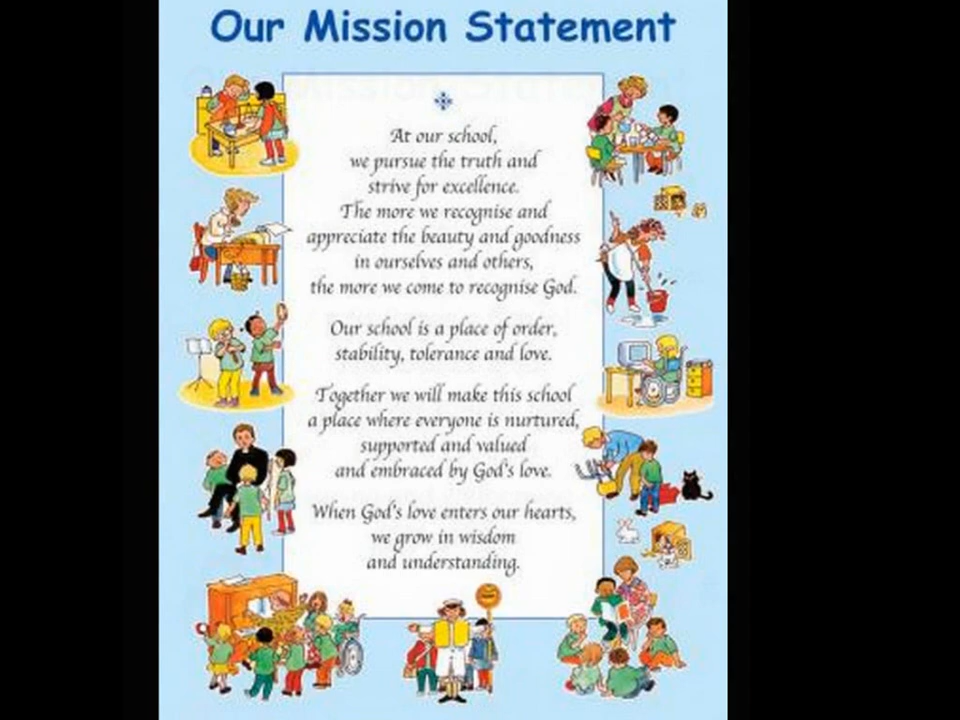 Our Mission Statement
At our school,
we pursue the truth and
strive for excellence.
The more we recognise and
appreciate the beauty and goodness
in ourselves and others,
the more we come to recognise God.
Our school is a place of order,
stability, tolerance and love.
Together we will make this school
a place where everyone is nurtured,
supported and valued
and embraced by God's love.
When God's love enters our hearts,
we grow in wisdom
and understanding.